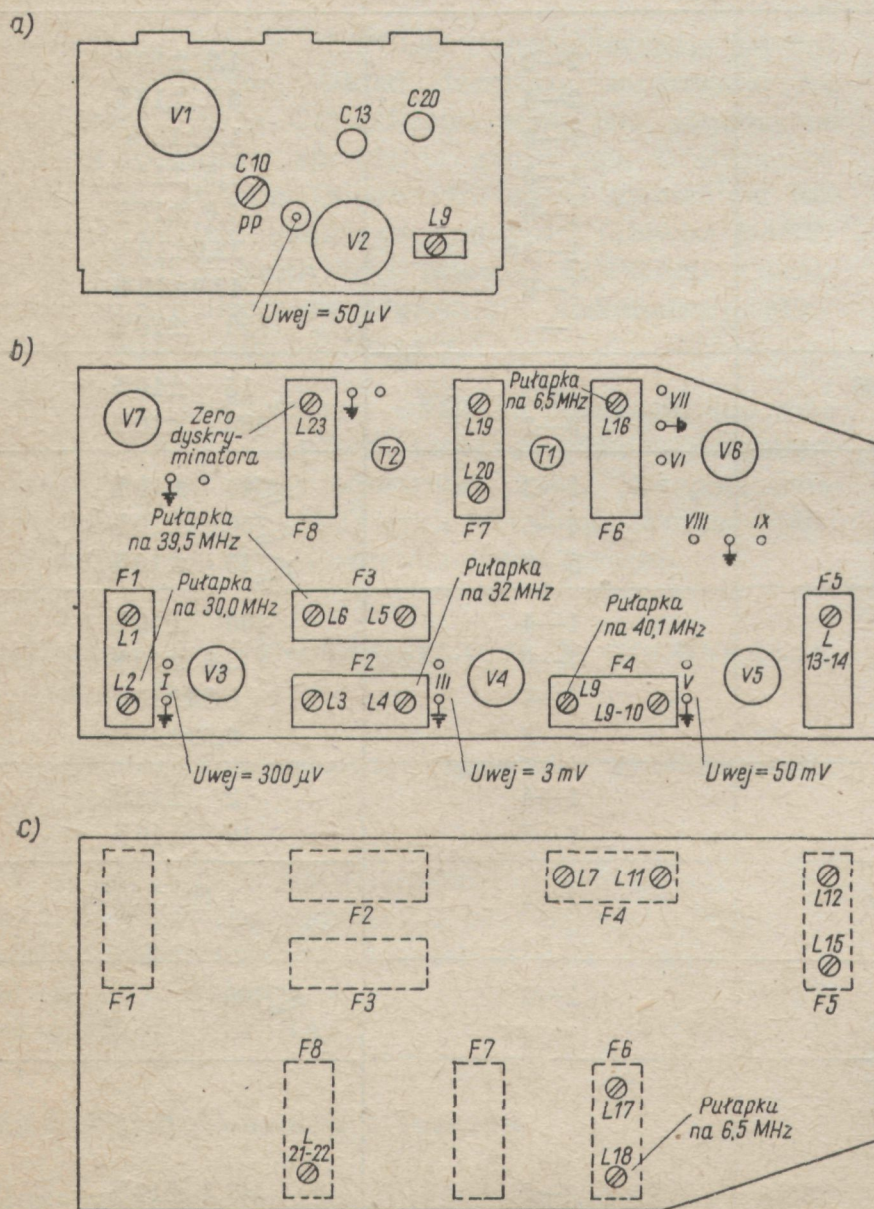 a)
V1
C13
C20
C10
pp
V2
L9
Uwej = 50 μV
b)
V7
Zero
dyskry-
minatora
L23
F8
T2
L19
L20
F7
T1
Pułapka
na 6,5 MHz
L16
F6
VII
VI
V6
VIII
IX
Pułapka
na 39,5 MHz
F1
L1
L2
Pułapka
na 30,0 MHz
I
V3
F3
L6
L5
F2
L3
L4
Pułapka
na 32 MHz
III
V4
Pułapka
na 40,1 MHz
F4
L9
L9-10
V
V5
F5
L
13-14
Uwej = 300 μV
Uwej = 3 mV
Uwej = 50 mV
c)
F1
F2
F3
L7
L11
F4
L12
L15
F5
F8
L
21-22
F7
F6
L17
L18
Pułapku
na 6,5 MHz